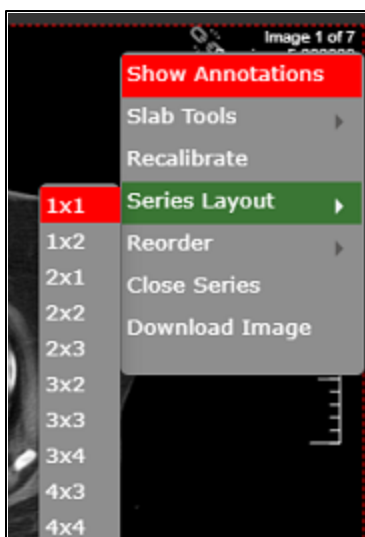 Image 1 of 7
Show Annotations
Slab Tools
Recalibrate
Series Layout
Reorder
Close Series
Download Image
1x1
1x2
2x1
2x2
2x3
3x2
3x3
3x4
4x3
4x4